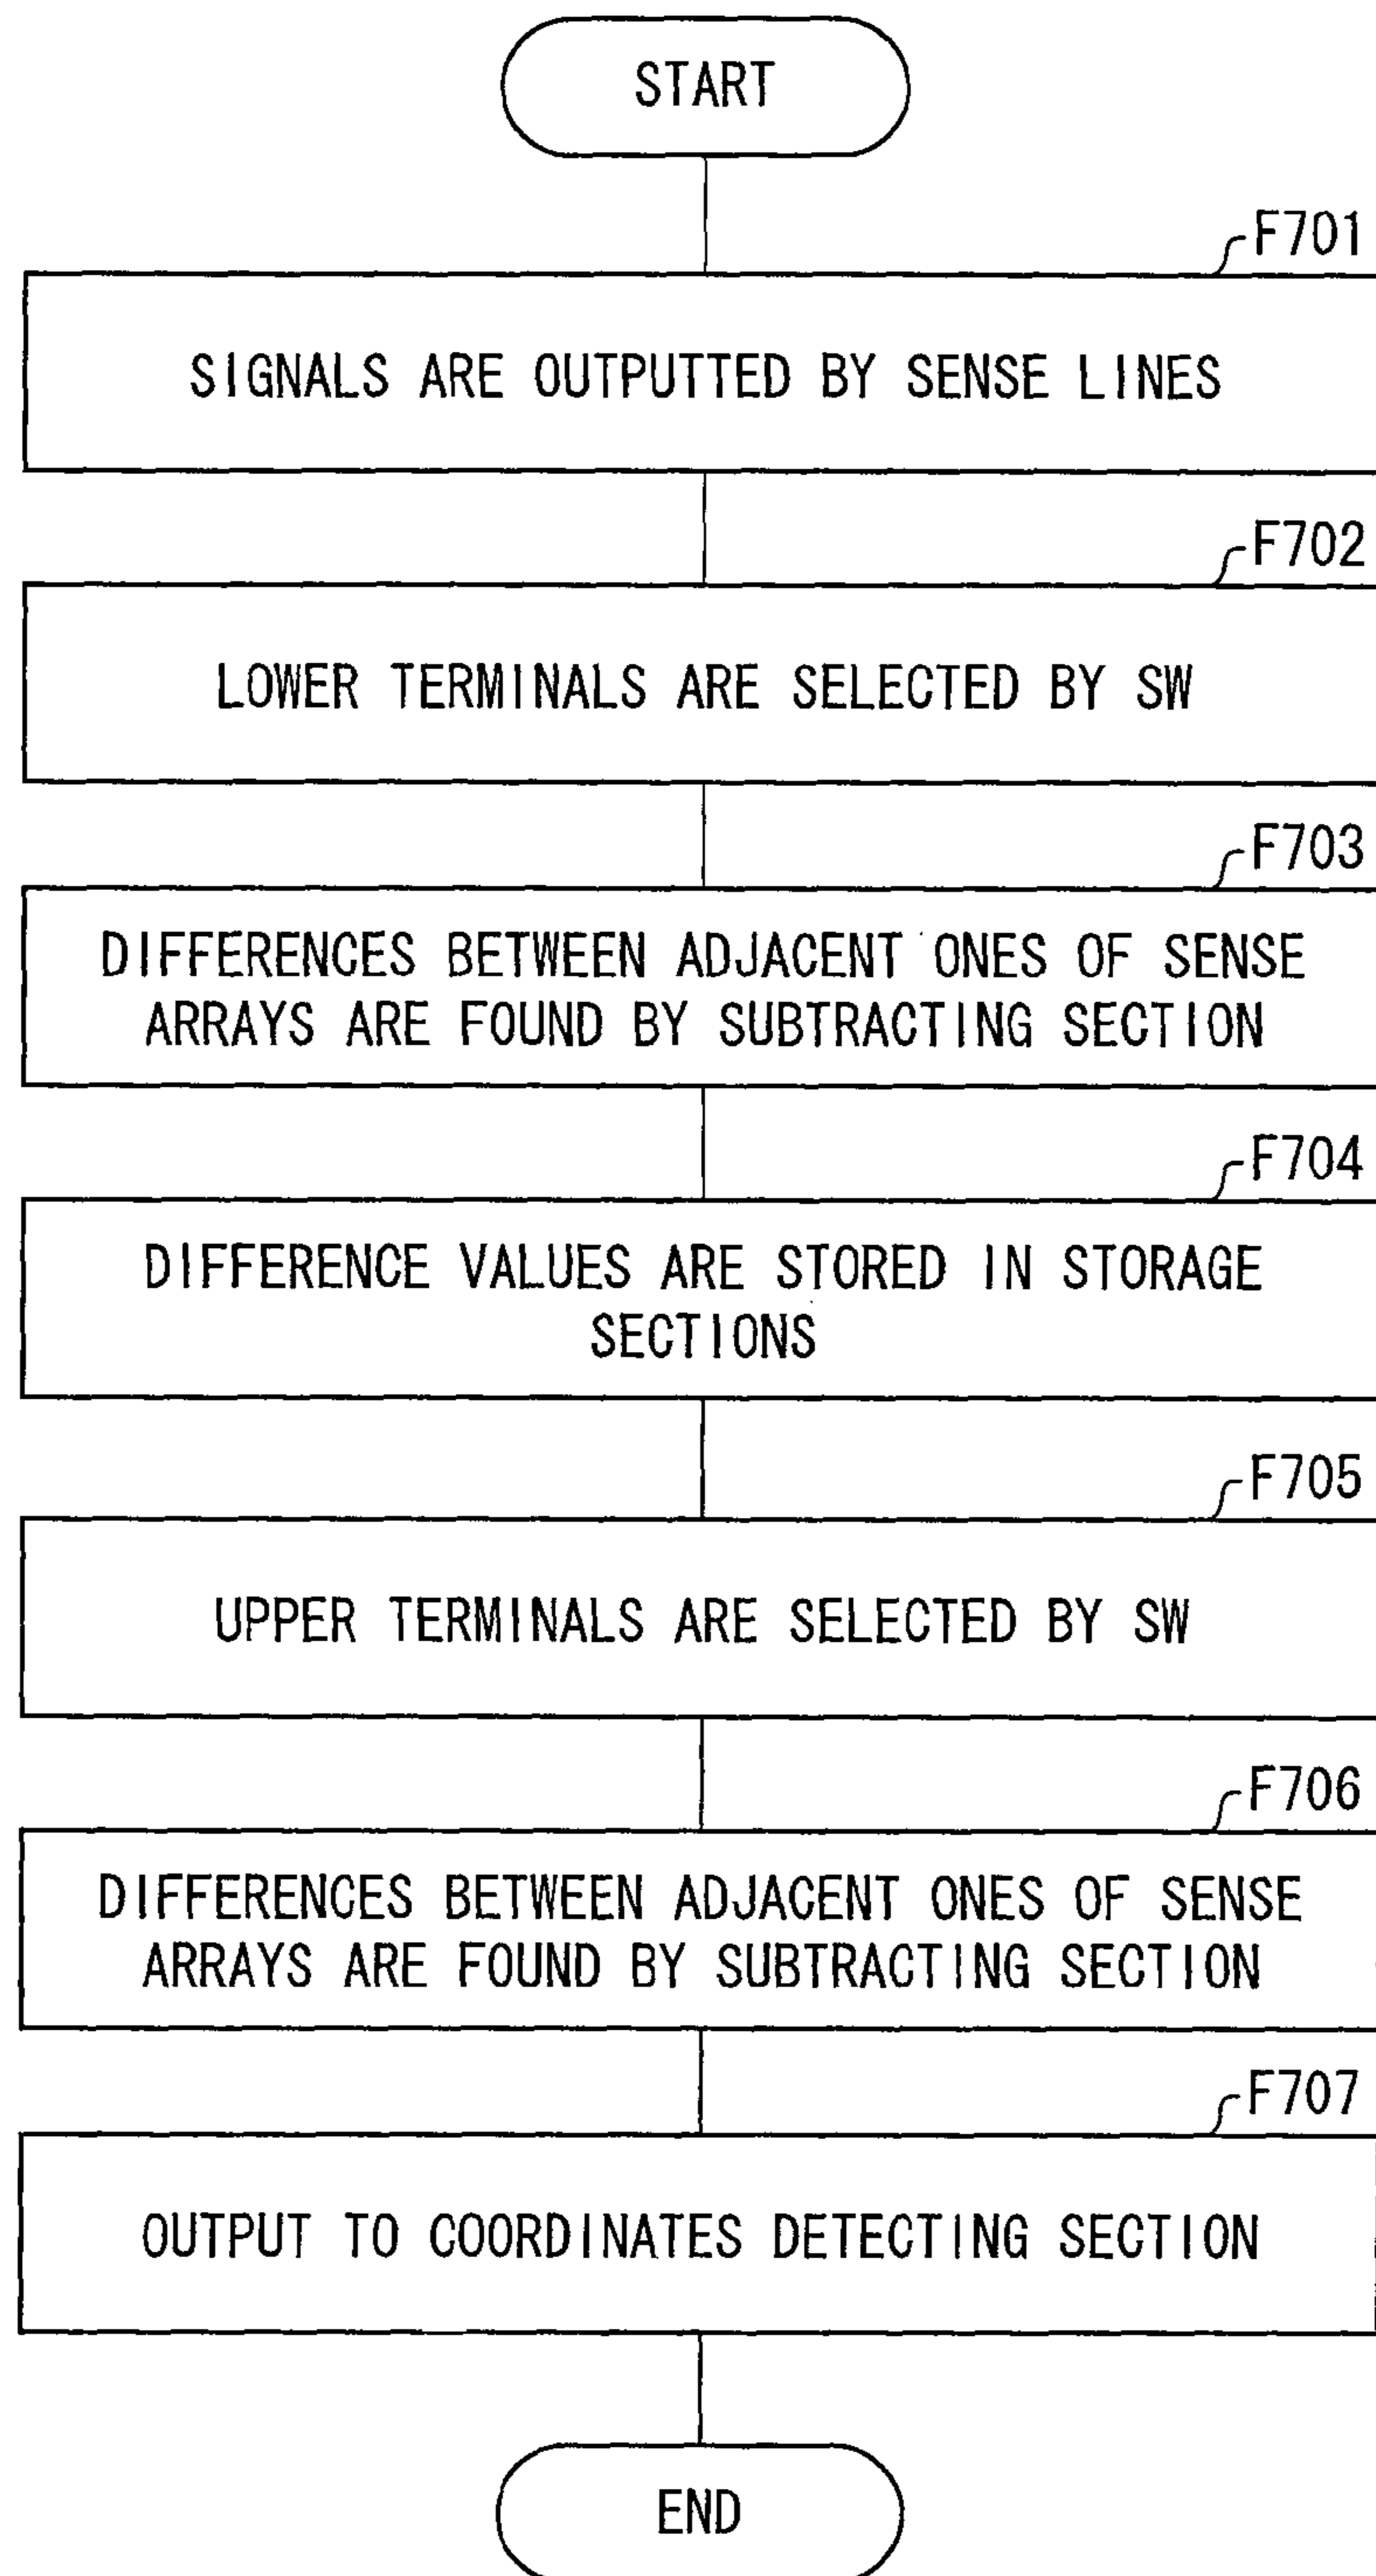 START
F701
SIGNALS ARE OUTPUTTED BY SENSE LINES
F702
LOWER TERMINALS ARE SELECTED BY SW
F703
DIFFERENCES BETWEEN ADJACENT ONES OF SENSE
ARRAYS ARE FOUND BY SUBTRACTING SECTION
F704
DIFFERENCE VALUES ARE STORED IN STORAGE
SECTIONS
F705
UPPER TERMINALS ARE SELECTED BY SW
F706
DIFFERENCES BETWEEN ADJACENT ONES OF SENSE
ARRAYS ARE FOUND BY SUBTRACTING SECTION
F707
OUTPUT TO COORDINATES DETECTING SECTION
END